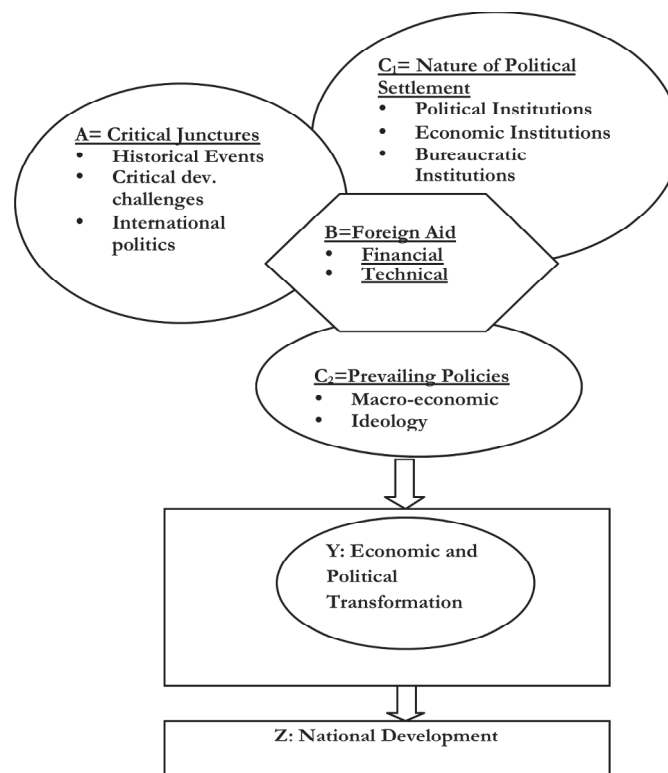 C₁= Nature of Political
Settlement
• Political Institutions
• Economic Institutions
• Bureaucratic
Institutions
A= Critical Junctures
• Historical Events
• Critical dev.
challenges
• International
politics
B=Foreign Aid
• Financial
• Technical
C₂=Prevailing Policies
• Macro-economic
• Ideology
Y: Economic and
Political
Transformation
Z: National Development